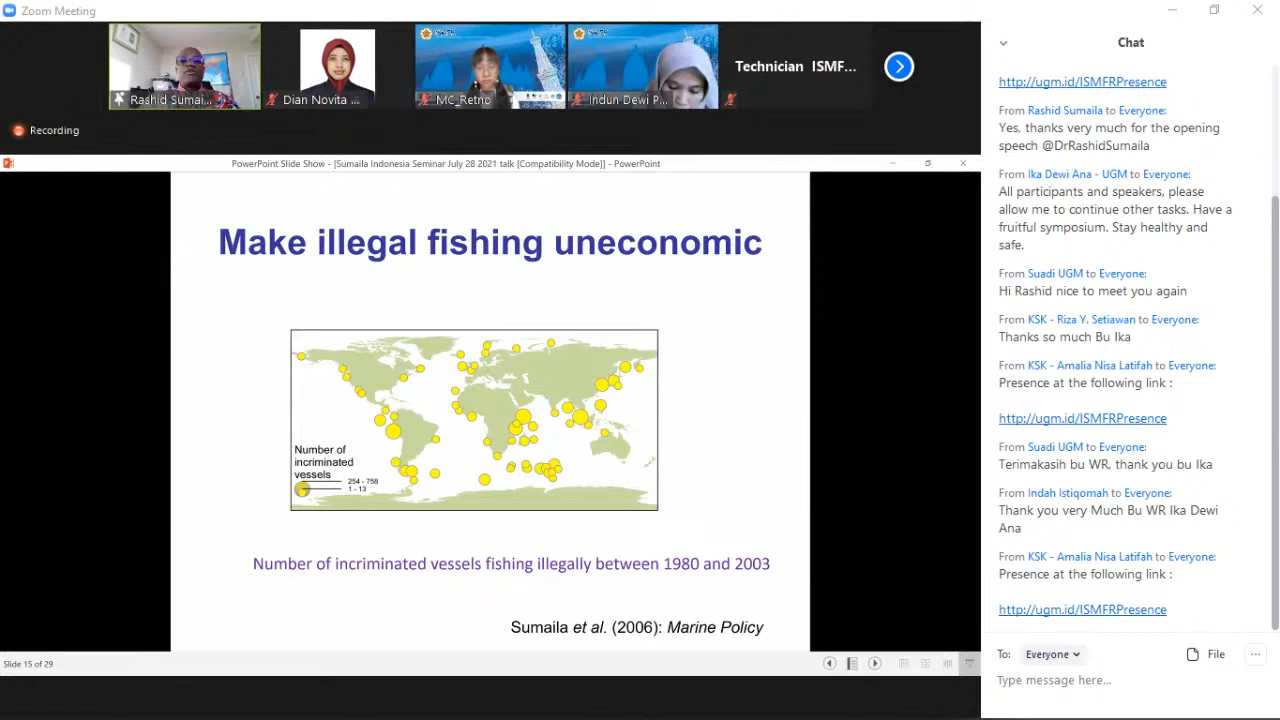 Zoom Meeting
Rashid Sumai...
Dian Novita ...
MC_Retno
Indun Dewi P...
Technician ISMF...
Recording
PowerPoint Slide Show - [Sumaila Indonesia Seminar July 28 2021 talk [Compatibility Mode]] - PowerPoint
Make illegal fishing uneconomic
Number of
incriminated
vessels
254 - 758
1 - 13
Number of incriminated vessels fishing illegally between 1980 and 2003
Sumaila et al. (2006): Marine Policy
Slide 15 of 29
Chat
http://ugm.id/ISMFRPresence
From Rashid Sumaila to Everyone:
Yes, thanks very much for the opening
speech @DrRashidSumaila
From Ika Dewi Ana - UGM to Everyone:
All participants and speakers, please
allow me to continue other tasks. Have a
fruitful symposium. Stay healthy and
safe.
From Suadi UGM to Everyone:
Hi Rashid nice to meet you again
From KSK - Riza Y. Setiawan to Everyone:
Thanks so much Bu Ika
From KSK - Amalia Nisa Latifah to Everyone:
Presence at the following link :
http://ugm.id/ISMFRPresence
From Suadi UGM to Everyone:
Terimakasih bu WR, thank you bu Ika
From Indah Istiqomah to Everyone:
Thank you very Much Bu WR Ika Dewi
Ana
From KSK - Amalia Nisa Latifah to Everyone:
Presence at the following link :
http://ugm.id/ISMFRPresence
To: Everyone
File
Type message here...